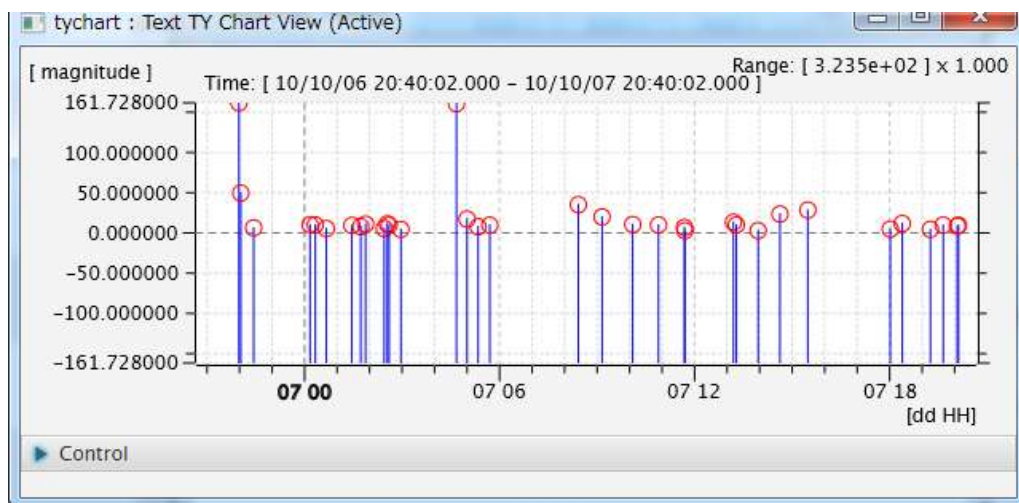 tychart : Text TY Chart View (Active)
[ magnitude ]
Range: [ 3.235e+02 ] x 1.000
Time: [ 10/10/06 20:40:02.000 – 10/10/07 20:40:02.000 ]
161.728000
100.000000
50.000000
0.000000
−50.000000
−100.000000
−161.728000
07 00 07 06 07 12 07 18
[dd HH]
Control